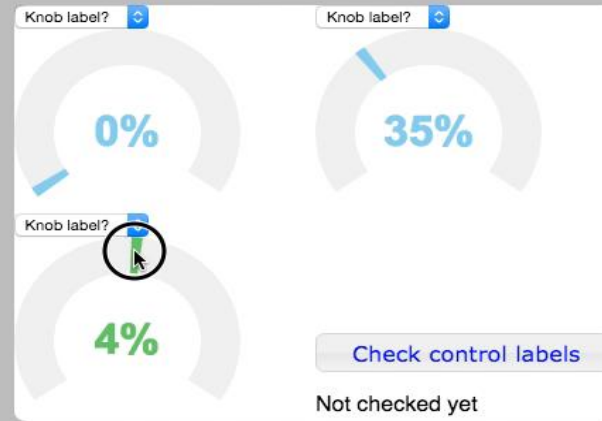 Knob label?
Knob label?
0%
35%
Knob label?
4%
Check control labels
Not checked yet